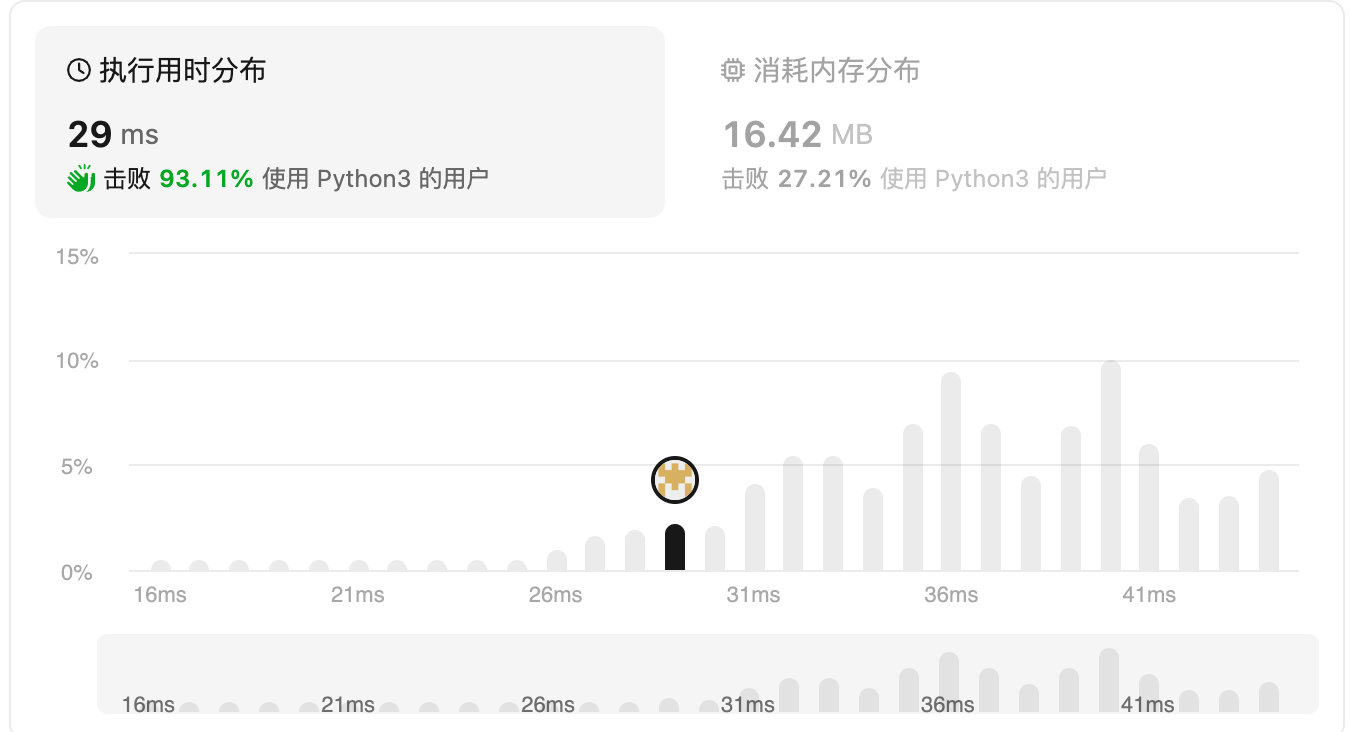 执行用时分布
29 ms
击败 93.11% 使用 Python3 的用户
消耗内存分布
16.42 MB
击败 27.21% 使用 Python3 的用户
15%
10%
5%
0%
16ms 21ms 26ms 31ms 36ms 41ms
16ms 21ms 26ms 31ms 36ms 41ms